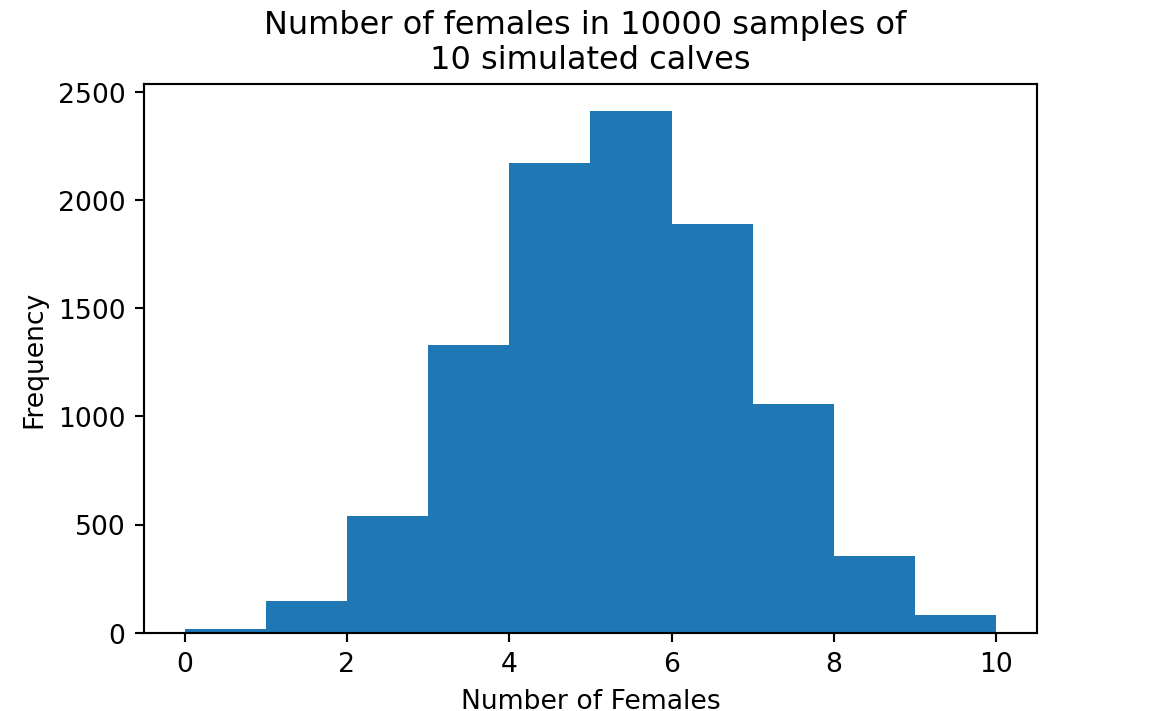 Number of females in 10000 samples of
10 simulated calves
2500
2000
1500
1000
500
0
Frequency
0 2 4 6 8 10
Number of Females